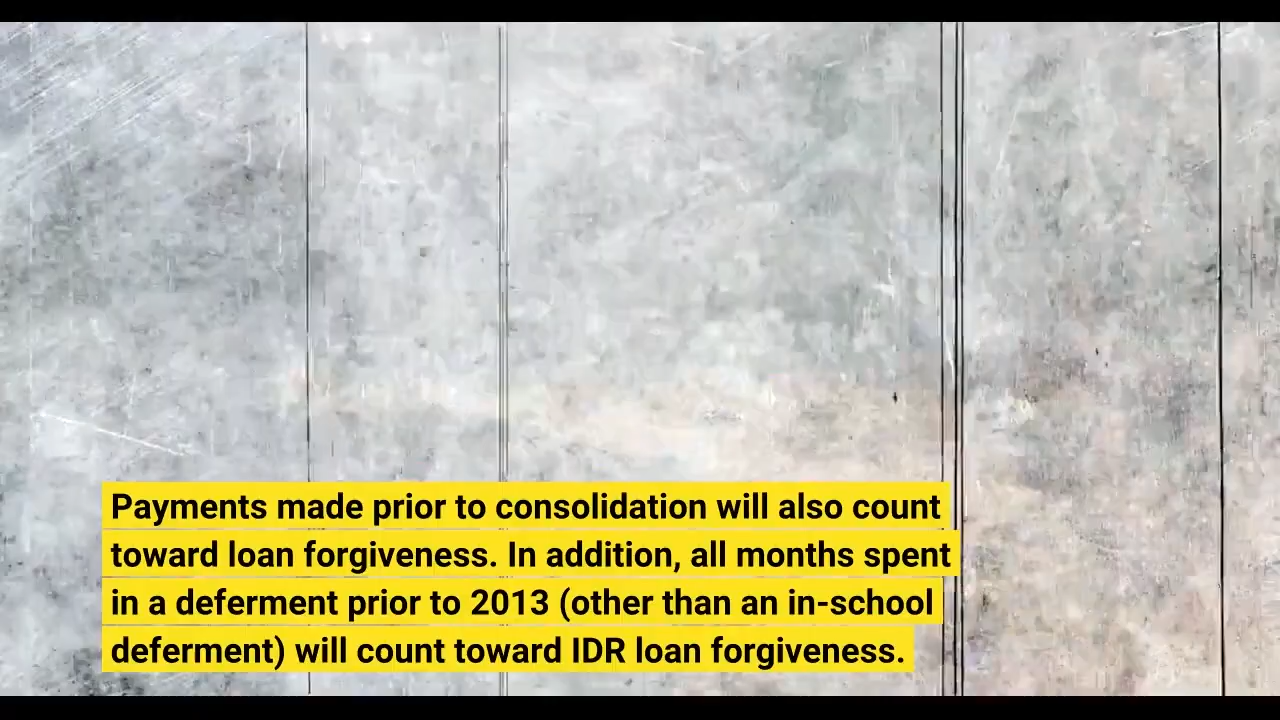 Payments made prior to consolidation will also count
toward loan forgiveness. In addition, all months spent
in a deferment prior to 2013 (other than an in-school
deferment) will count toward IDR loan forgiveness.